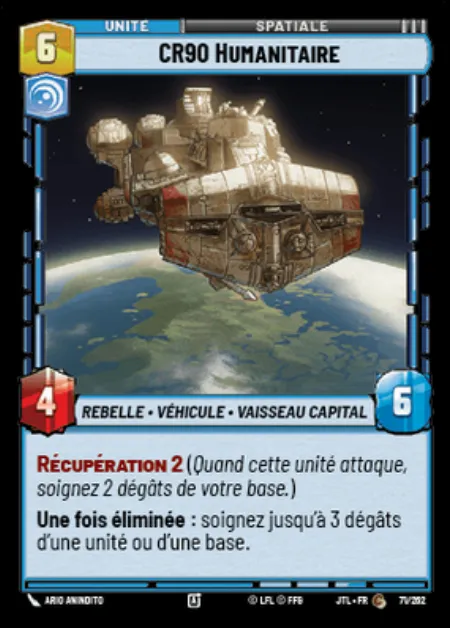 UNITÉ
SPATIALE
6
CR90 HUMANITAIRE
4
REBELLE • VÉHICULE • VAISSEAU CAPITAL
6
RÉCUPÉRATION 2 (Quand cette unité attaque,
soignez 2 dégâts de votre base.)
Une fois éliminée : soignez jusqu'à 3 dégâts
d'une unité ou d'une base.
ARIO ANINDITO
© LFL © FFG
JTL • FR
71/262